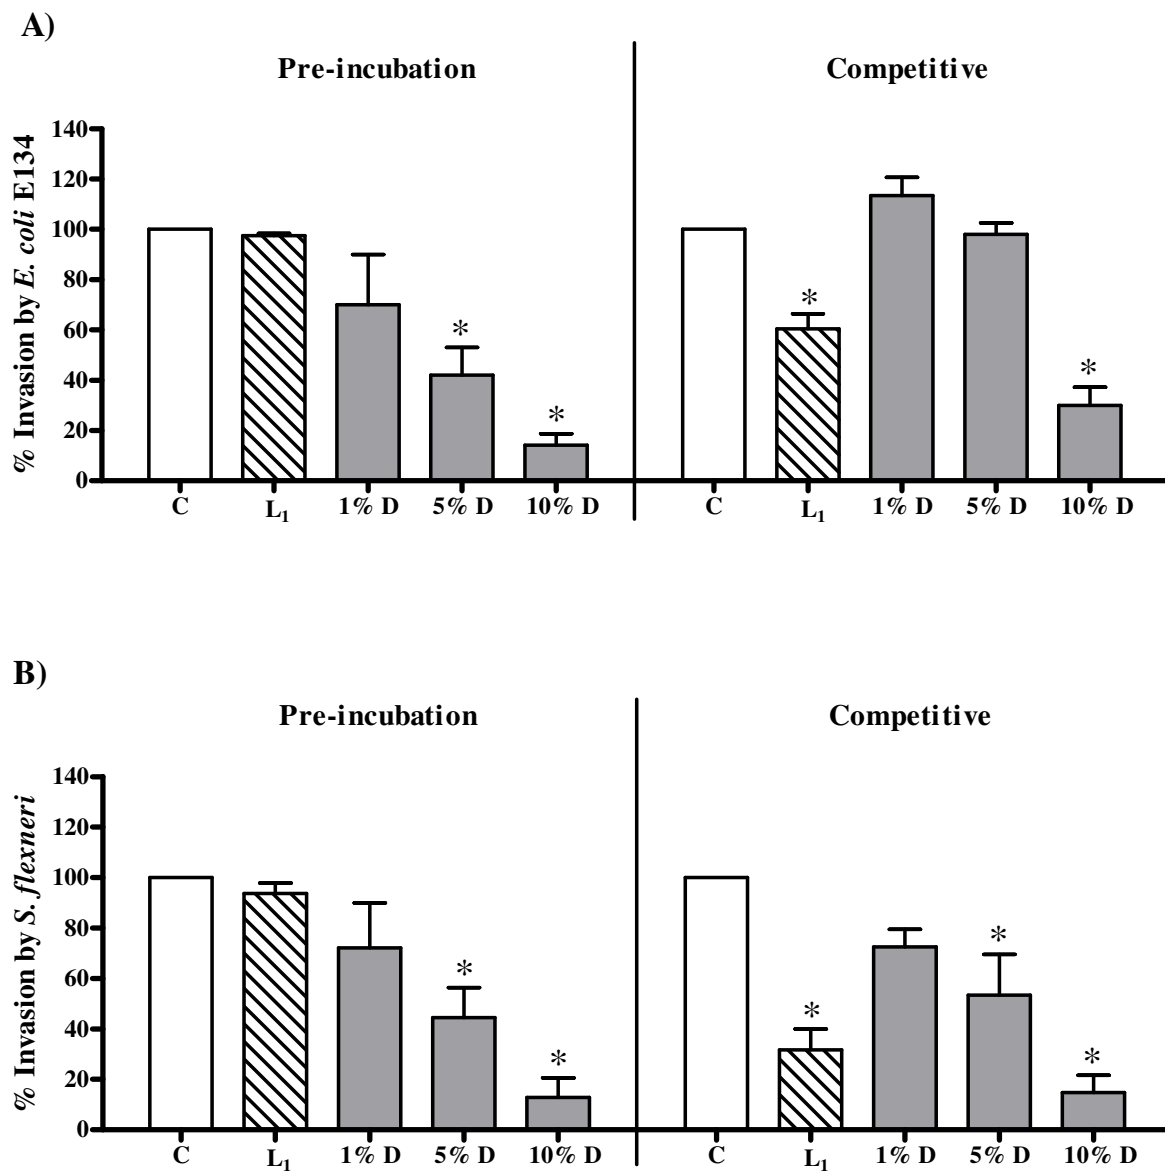 A)
Pre-incubation Competitive
% Invasion by E. coli E134
140
120
100
80
60
40
20
0
* * * *
C L₁ 1% D 5% D 10% D C L₁ 1% D 5% D 10% D
B)
Pre-incubation Competitive
% Invasion by S. flexneri
140
120
100
80
60
40
20
0
* * * * *
C L₁ 1% D 5% D 10% D C L₁ 1% D 5% D 10% D